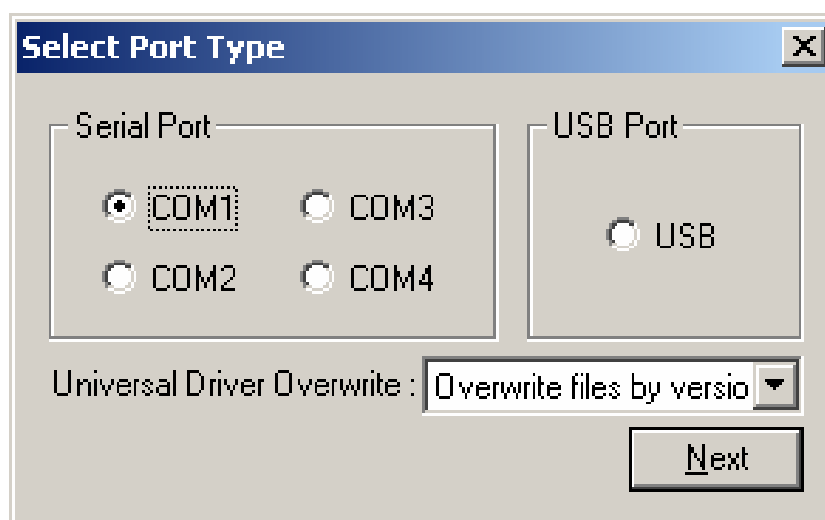 Select Port Type
Serial Port
USB Port
COM1 COM3
USB
COM2 COM4
Universal Driver Overwrite : Overwrite files by versio
Next